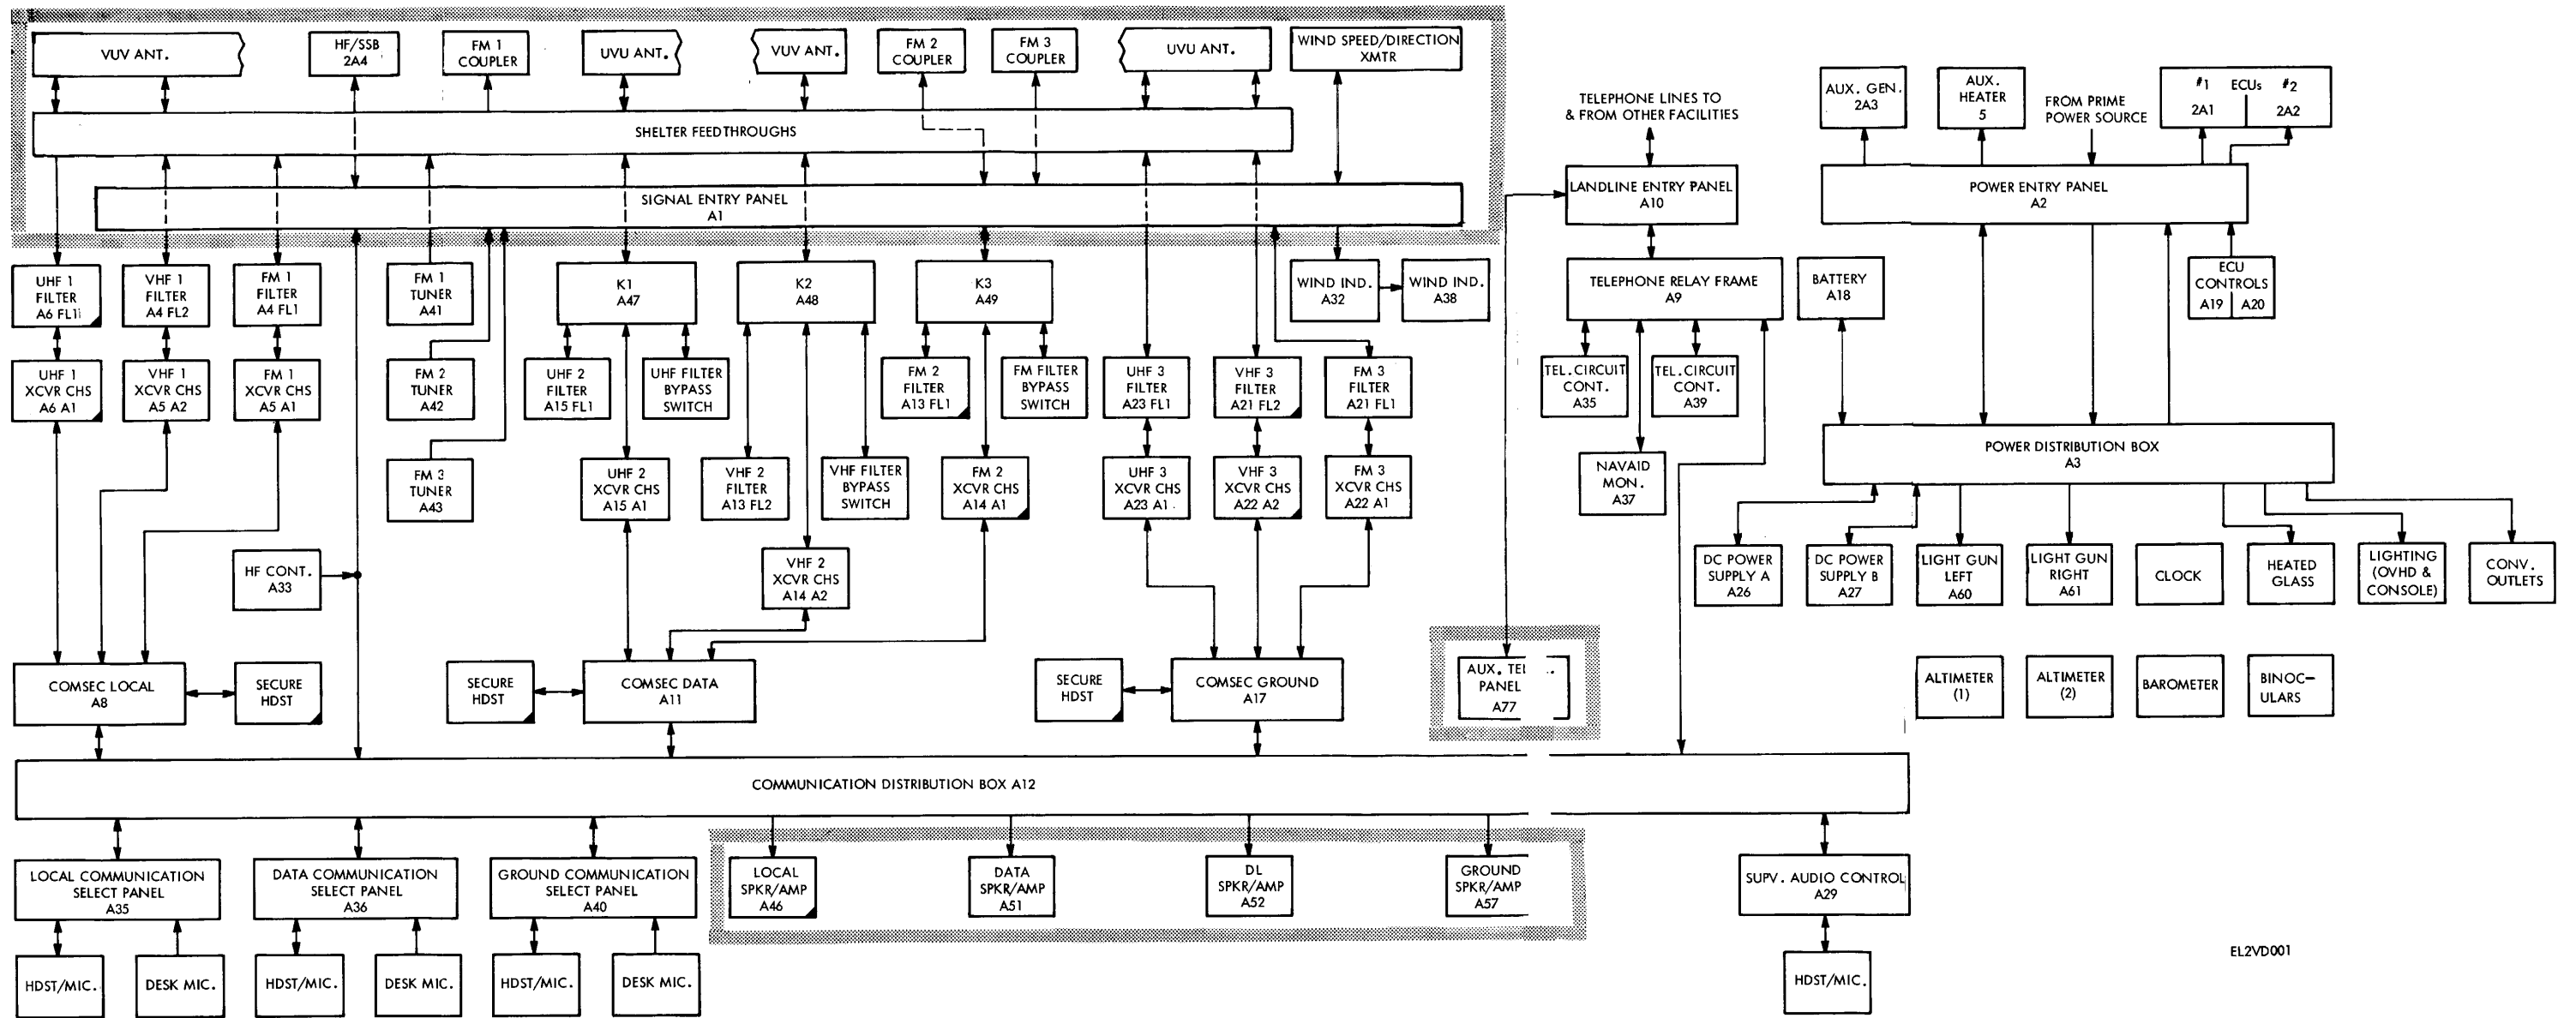 VUV ANT.
HF/SSB
2A4
FM 1
COUPLER
UVU ANT.
VUV ANT.
FM 2
COUPLER
FM 3
COUPLER
UVU ANT.
WIND SPEED/DIRECTION
XMTR
SHELTER FEEDTHROUGHS
SIGNAL ENTRY PANEL
A1
TELEPHONE LINES TO
& FROM OTHER FACILITIES
LANDLINE ENTRY PANEL
A10
AUX. GEN.
2A3
AUX.
HEATER
5
FROM PRIME
POWER SOURCE
#1 ECUs #2
2A1 2A2
POWER ENTRY PANEL
A2
UHF 1
FILTER
A6 FL1
VHF 1
FILTER
A4 FL2
FM 1
FILTER
A4 FL1
FM 1
TUNER
A41
K1
A47
K2
A48
K3
A49
WIND IND.
A32
WIND IND.
A38
TELEPHONE RELAY FRAME
A9
BATTERY
A18
ECU
CONTROLS
A19 A20
UHF 1
XCVR CHS
A6 A1
VHF 1
XCVR CHS
A5 A2
FM 1
XCVR CHS
A5 A1
FM 2
TUNER
A42
UHF 2
FILTER
A15 FL1
UHF FILTER
BYPASS
SWITCH
FM 2
FILTER
A13 FL1
FM FILTER
BYPASS
SWITCH
UHF 3
FILTER
A23 FL1
VHF 3
FILTER
A21 FL2
FM 3
FILTER
A21 FL1
TEL.CIRCUIT
CONT.
A35
TEL.CIRCUIT
CONT.
A39
FM 3
TUNER
A43
UHF 2
XCVR CHS
A15 A1
VHF 2
FILTER
A13 FL2
VHF FILTER
BYPASS
SWITCH
FM 2
XCVR CHS
A14 A1
UHF 3
XCVR CHS
A23 A1
VHF 3
XCVR CHS
A22 A2
FM 3
XCVR CHS
A22 A1
NAVAID
MON.
A37
POWER DISTRIBUTION BOX
A3
HF CONT.
A33
VHF 2
XCVR CHS
A14 A2
DC POWER
SUPPLY A
A26
DC POWER
SUPPLY B
A27
LIGHT GUN
LEFT
A60
LIGHT GUN
RIGHT
A61
CLOCK
HEATED
GLASS
LIGHTING
(OVHD &
CONSOLE)
CONV.
OUTLETS
COMSEC LOCAL
A8
SECURE
HDST
SECURE
HDST
COMSEC DATA
A11
SECURE
HDST
COMSEC GROUND
A17
AUX. TEL.
PANEL
A77
ALTIMETER
(1)
ALTIMETER
(2)
BAROMETER
BINOC-
ULARS
COMMUNICATION DISTRIBUTION BOX A12
LOCAL COMMUNICATION
SELECT PANEL
A35
DATA COMMUNICATION
SELECT PANEL
A36
GROUND COMMUNICATION
SELECT PANEL
A40
LOCAL
SPKR/AMP
A46
DATA
SPKR/AMP
A51
DL
SPKR/AMP
A52
GROUND
SPKR/AMP
A57
SUPV. AUDIO CONTROL
A29
HDST/MIC.
DESK MIC.
HDST/MIC.
DESK MIC.
HDST/MIC.
DESK MIC.
HDST/MIC.
EL2VD001